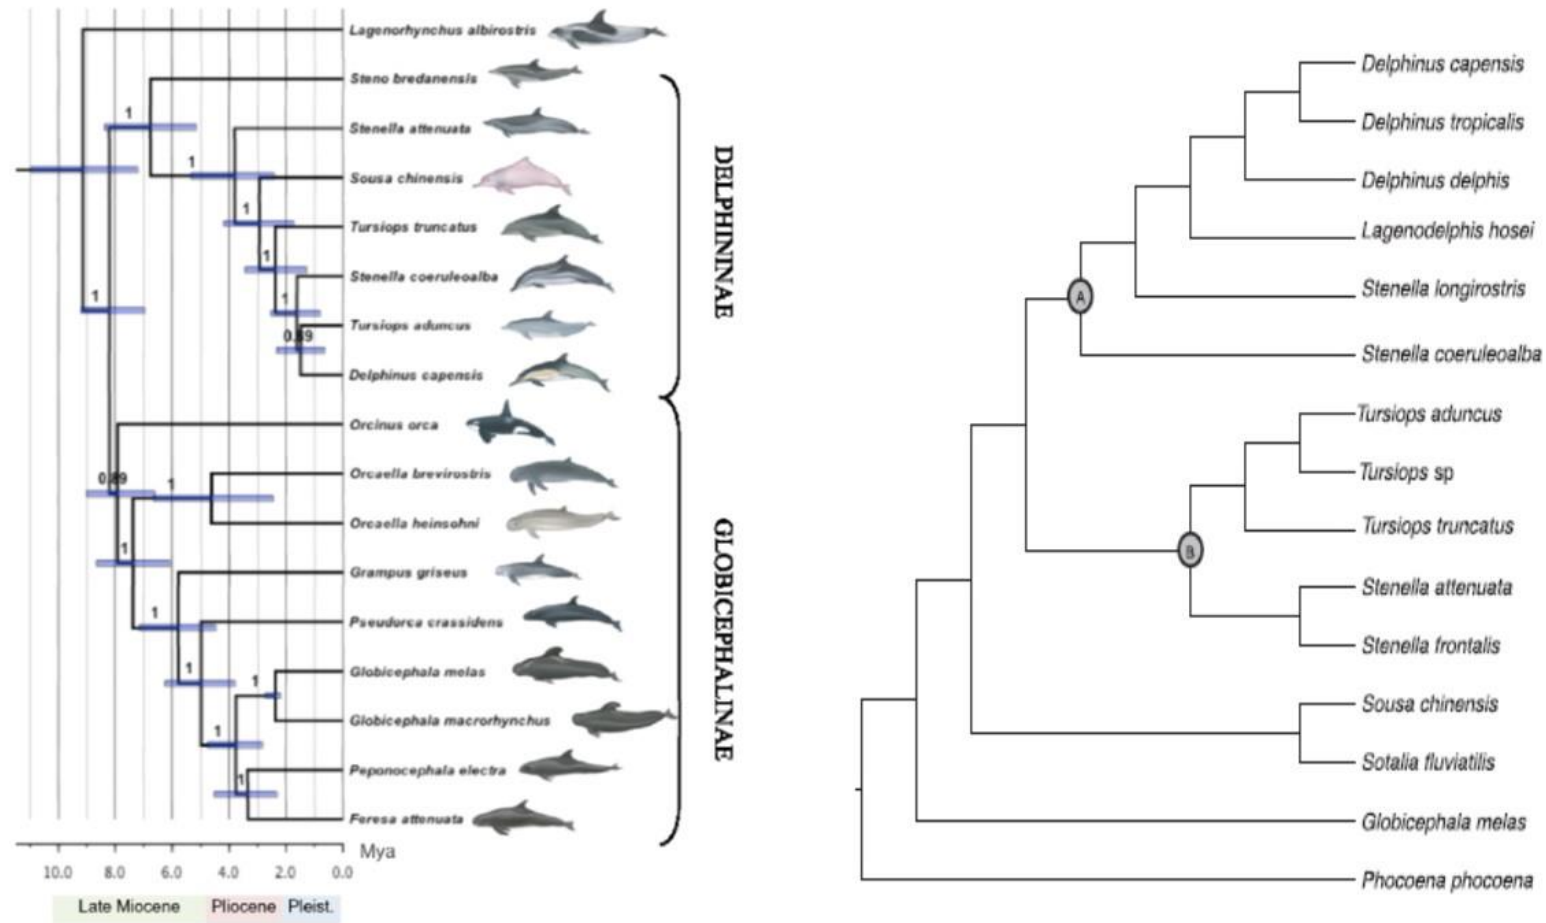 Lagenorhynchus albirostris
Steno bredanensis
1
Stenella attenuata
1
Sousa chinensis
1
Tursiops truncatus
1
Stenella coeruleoalba
1
1
Tursiops aduncus
0.89
Delphinus capensis
DELPHININAE
Orcinus orca
0.89
Orcaella brevirostris
1
Orcaella heinsohni
1
Grampus griseus
1
Pseudorca crassidens
1
Globicephala melas
1
Globicephala macrorhynchus
1
Peponocephala electra
1
Feresa attenuata
GLOBICEPHALINAE
Mya
10.0 8.0 6.0 4.0 2.0 0.0
Late Miocene Pliocene Pleist.
Delphinus capensis
Delphinus tropicalis
Delphinus delphis
Lagenodelphis hosei
Stenella longirostris
A
Stenella coeruleoalba
Tursiops aduncus
Tursiops sp
Tursiops truncatus
B
Stenella attenuata
Stenella frontalis
Sousa chinensis
Sotalia fluviatilis
Globicephala melas
Phocoena phocoena